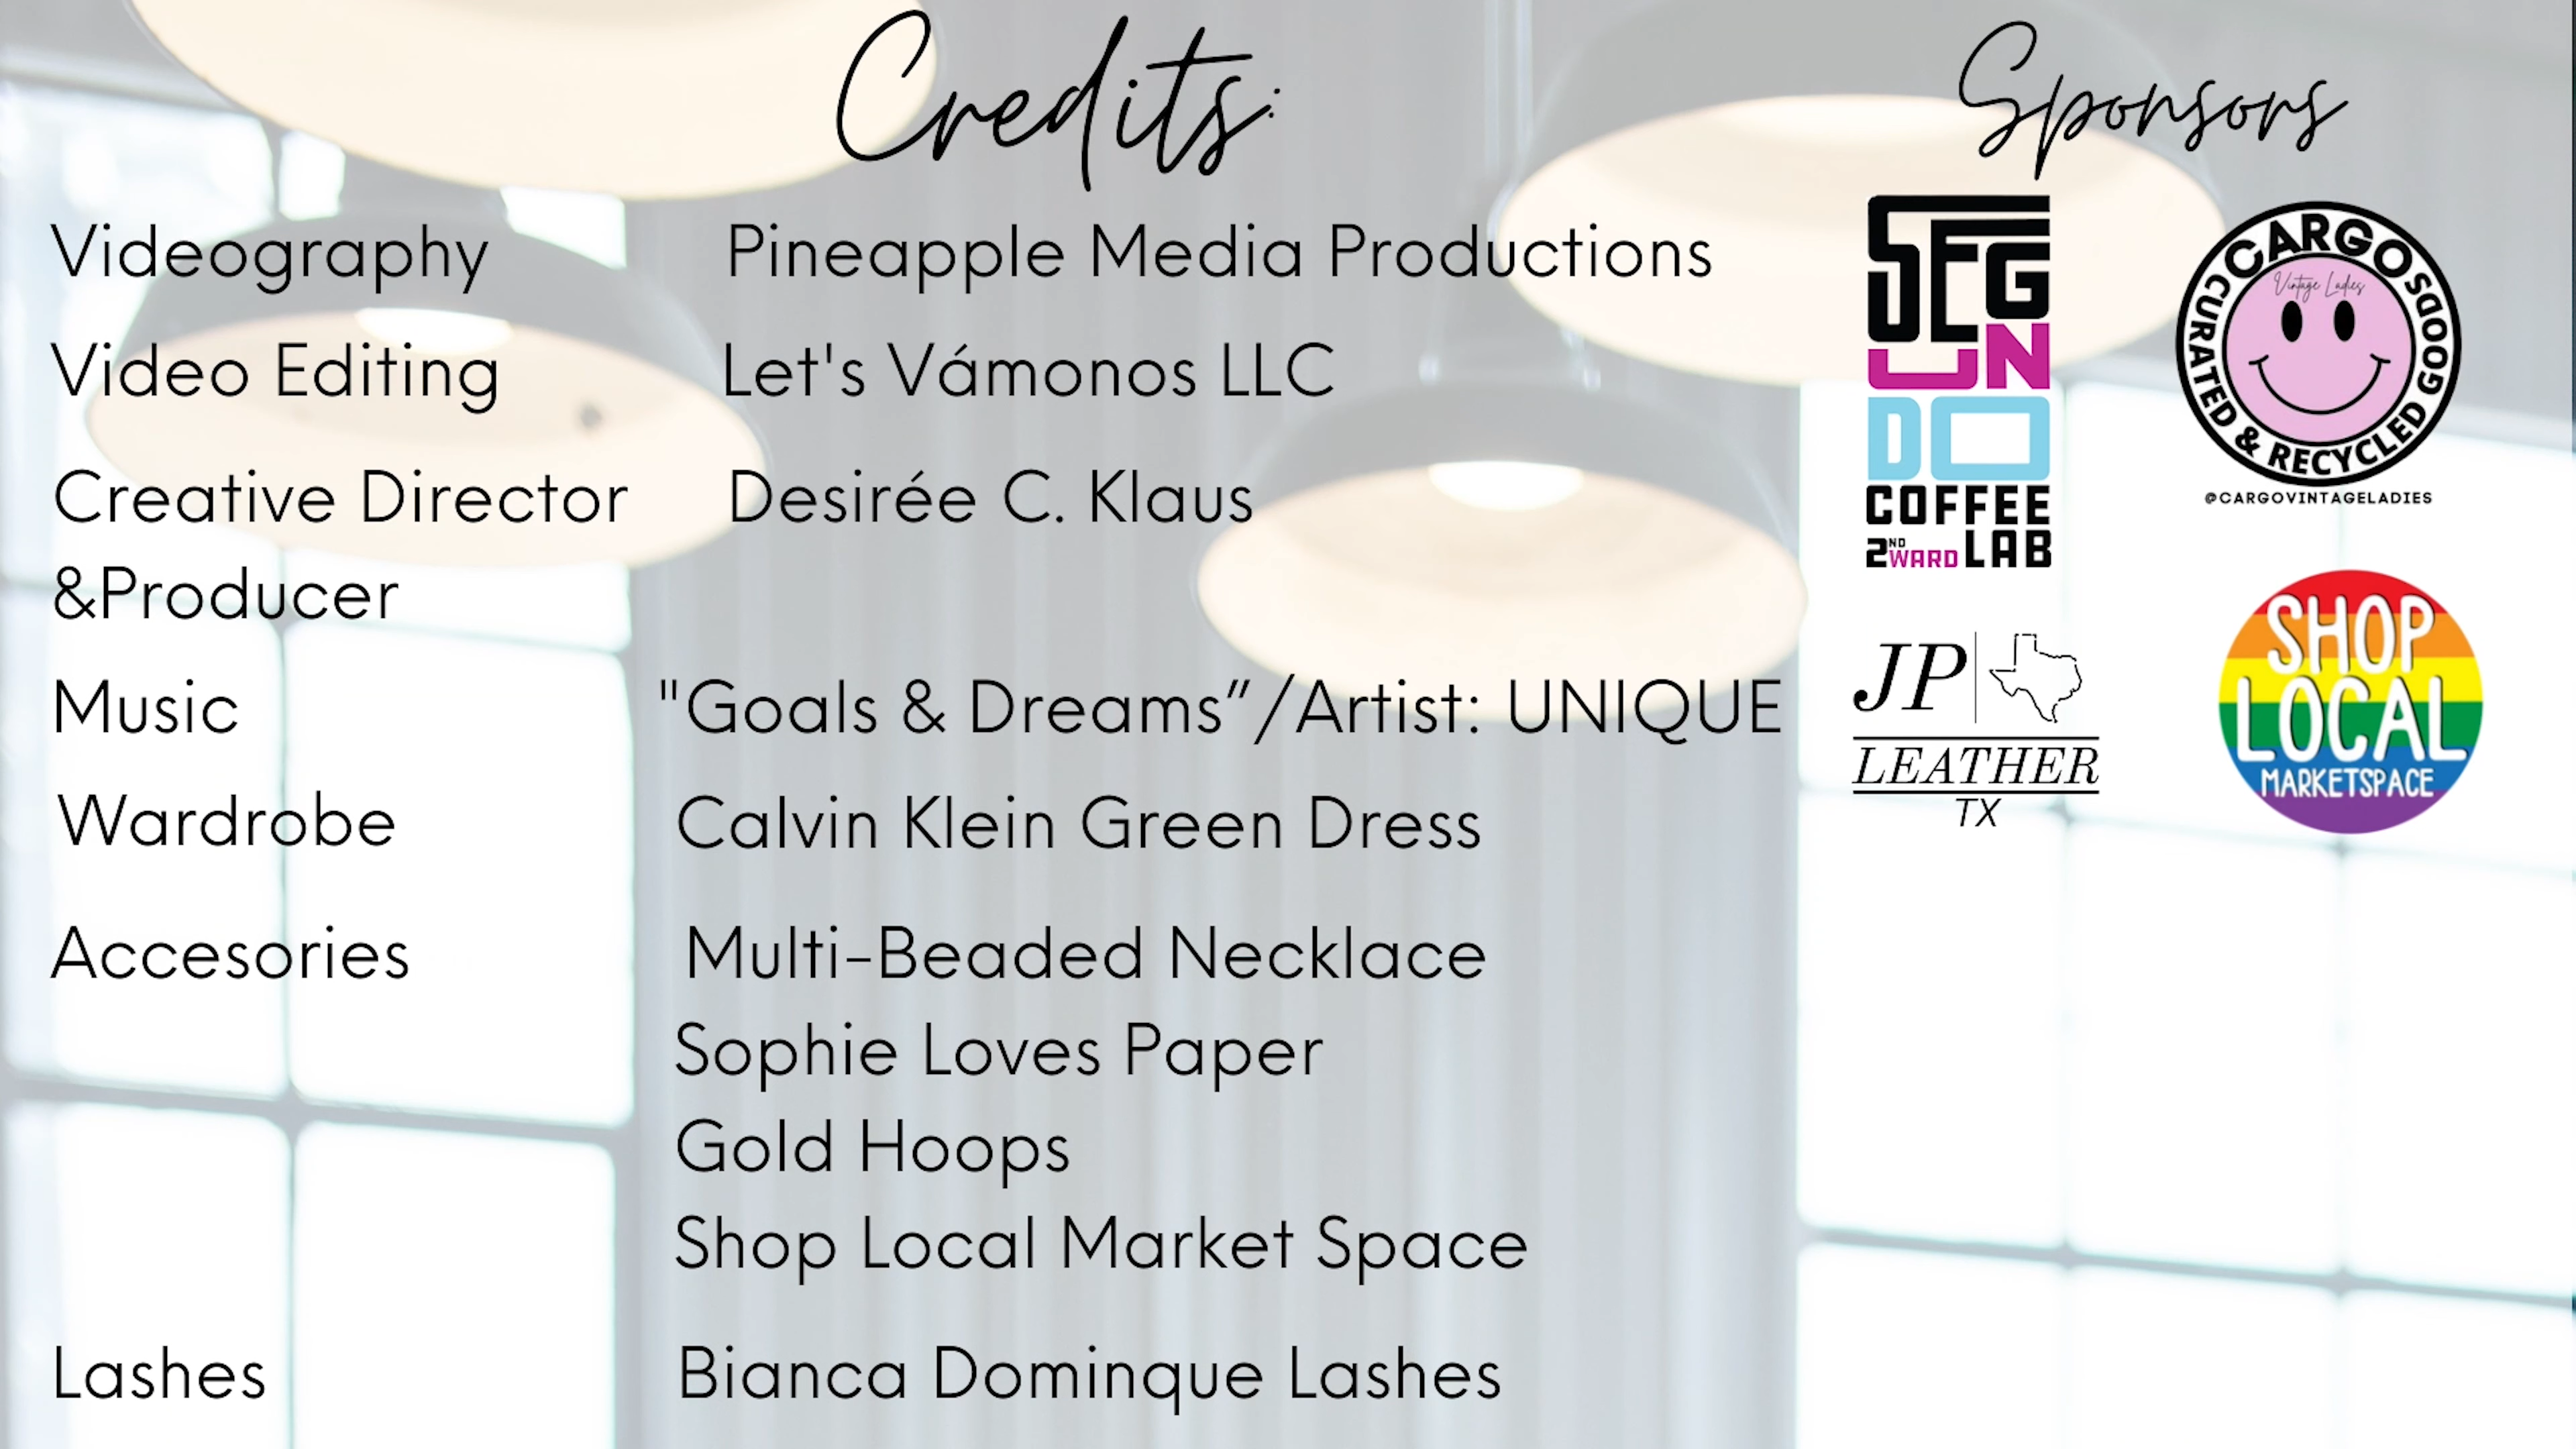 Credits:
Videography Pineapple Media Productions
Video Editing Let's Vámonos LLC
Creative Director Desirée C. Klaus
&Producer
Music "Goals & Dreams”/Artist: UNIQUE
Wardrobe Calvin Klein Green Dress
Accesories Multi-Beaded Necklace
Sophie Loves Paper
Gold Hoops
Shop Local Market Space
Lashes Bianca Dominque Lashes
Sponsors
SEG
UN
DO
COFFEE
2ND WARD LAB
CARGO
CURATED & RECYCLED GOODS
Vintage Ladies
@CARGOVINTAGELADIES
JP
LEATHER
TX
SHOP
LOCAL
MARKETSPACE